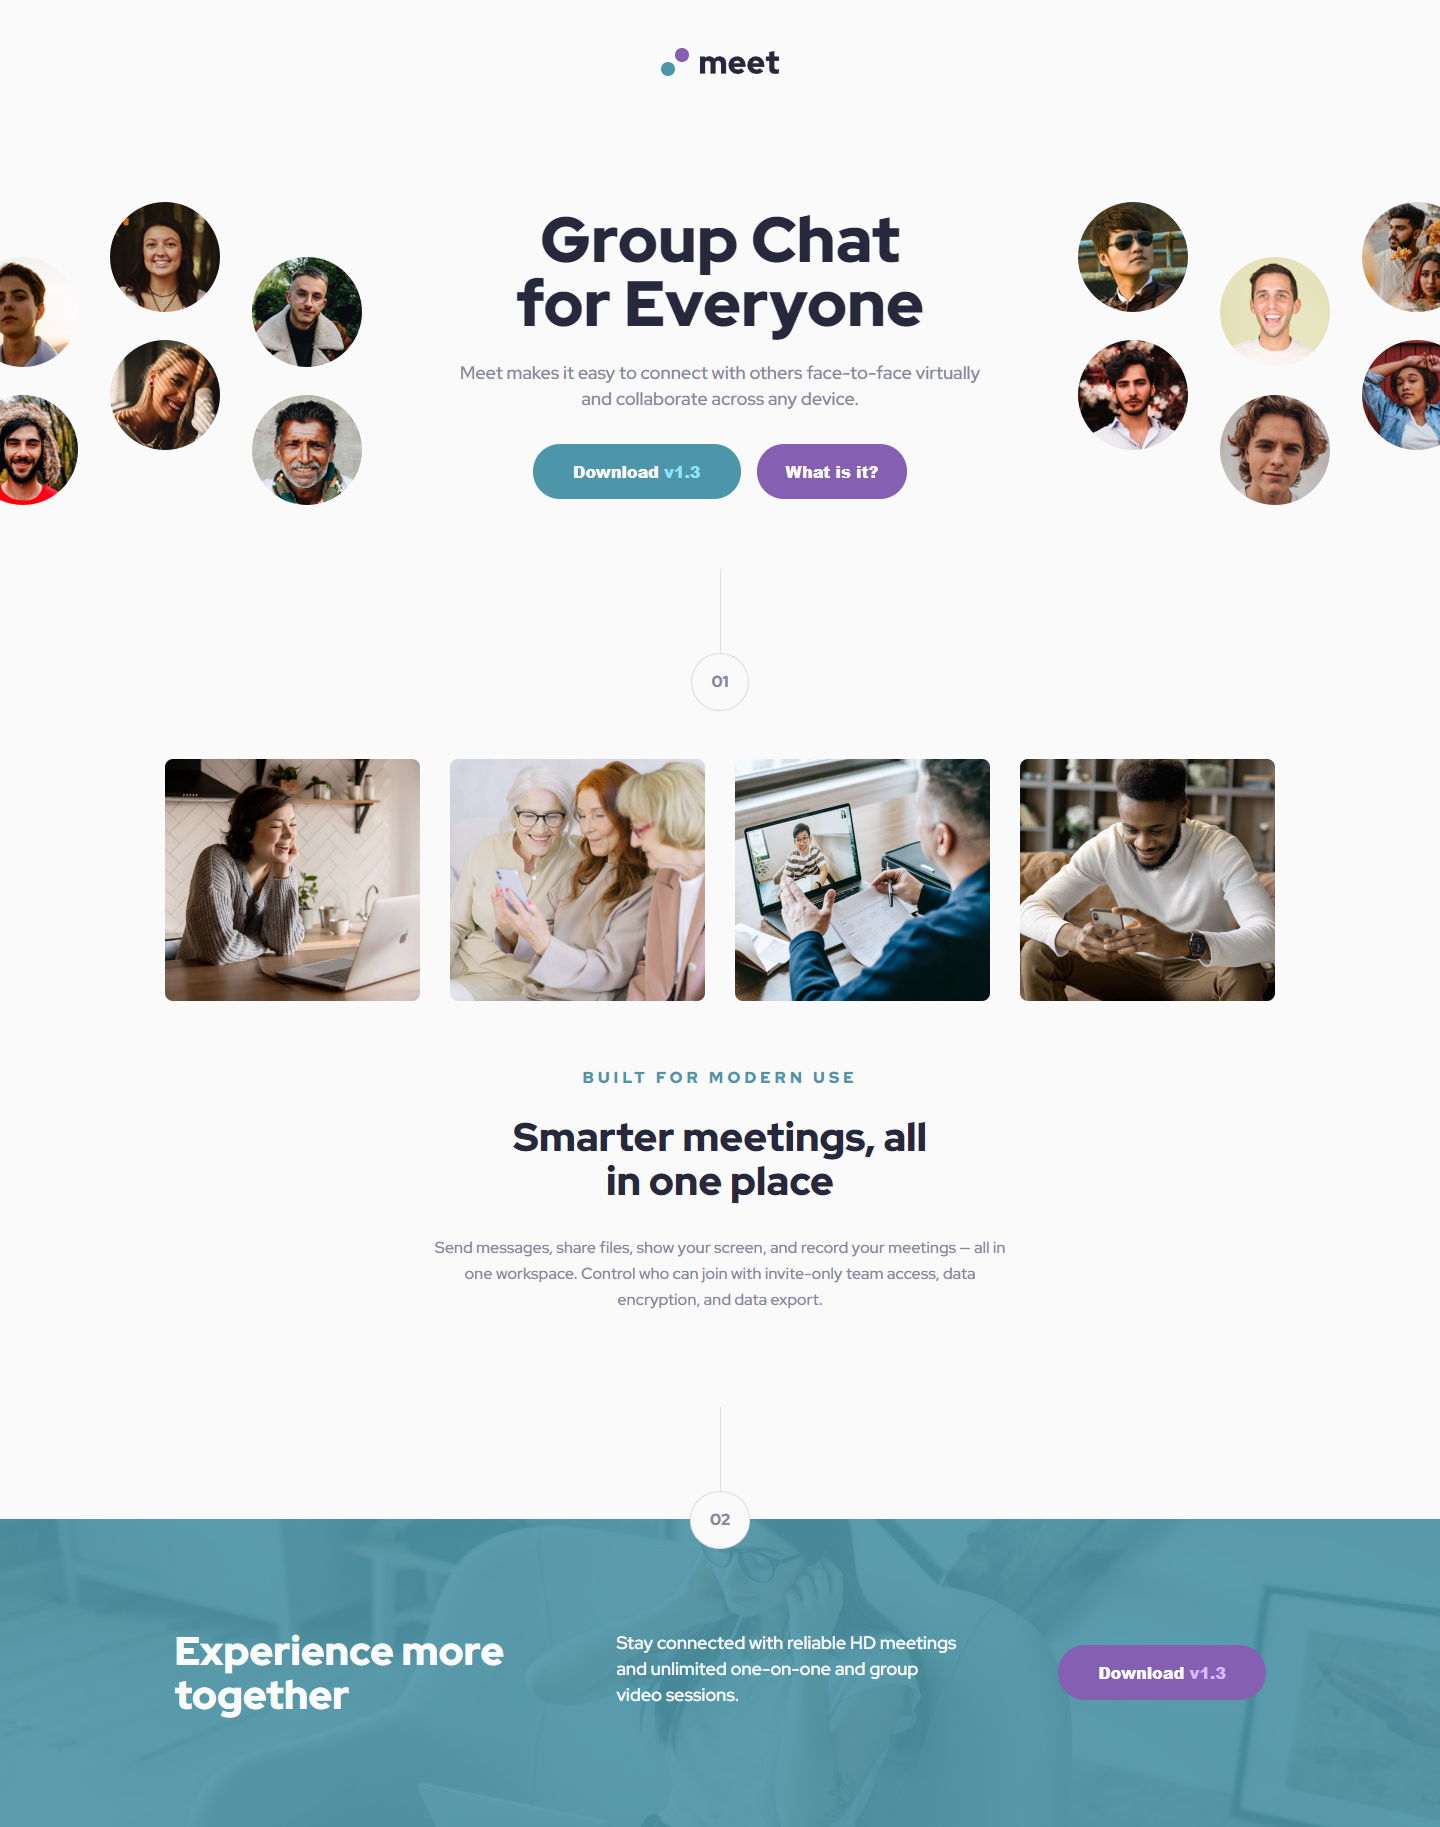 meet
Group Chat
for Everyone
Meet makes it easy to connect with others face-to-face virtually
and collaborate across any device.
Download v1.3
What is it?
01
BUILT FOR MODERN USE
Smarter meetings, all
in one place
Send messages, share files, show your screen, and record your meetings — all in
one workspace. Control who can join with invite-only team access, data
encryption, and data export.
02
Experience more
together
Stay connected with reliable HD meetings
and unlimited one-on-one and group
video sessions.
Download v1.3